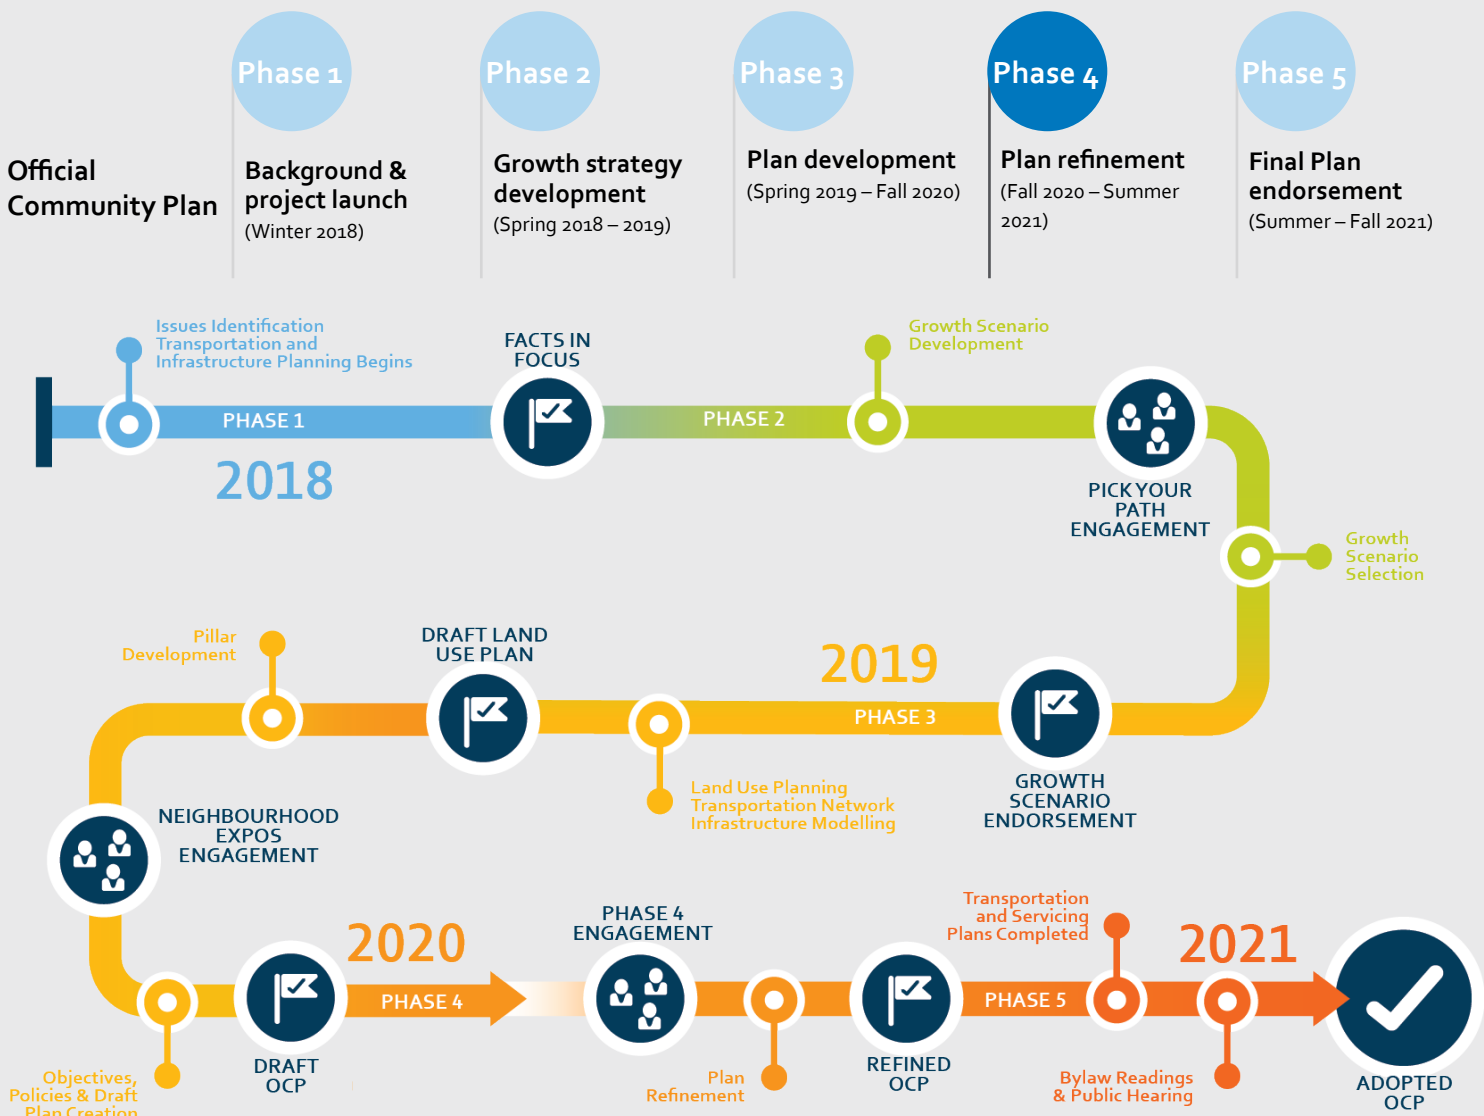 Phase 1
Phase 2
Phase 3
Phase 4
Phase 5
Official
Community Plan
Background &
project launch
(Winter 2018)
Growth strategy
development
(Spring 2018 – 2019)
Plan development
(Spring 2019 – Fall 2020)
Plan refinement
(Fall 2020 – Summer
2021)
Final Plan
endorsement
(Summer – Fall 2021)
Issues Identification
Transportation and
Infrastructure Planning Begins
PHASE 1
2018
FACTS IN
FOCUS
PHASE 2
Growth Scenario
Development
PICK YOUR
PATH
ENGAGEMENT
Growth
Scenario
Selection
GROWTH
SCENARIO
ENDORSEMENT
2019
PHASE 3
Land Use Planning
Transportation Network
Infrastructure Modelling
DRAFT LAND
USE PLAN
Pillar
Development
NEIGHBOURHOOD
EXPOS
ENGAGEMENT
Objectives,
Policies & Draft
Plan Creation
DRAFT
OCP
2020
PHASE 4
PHASE 4
ENGAGEMENT
Plan
Refinement
REFINED
OCP
PHASE 5
Transportation
and Servicing
Plans Completed
2021
Bylaw Readings
& Public Hearing
ADOPTED
OCP